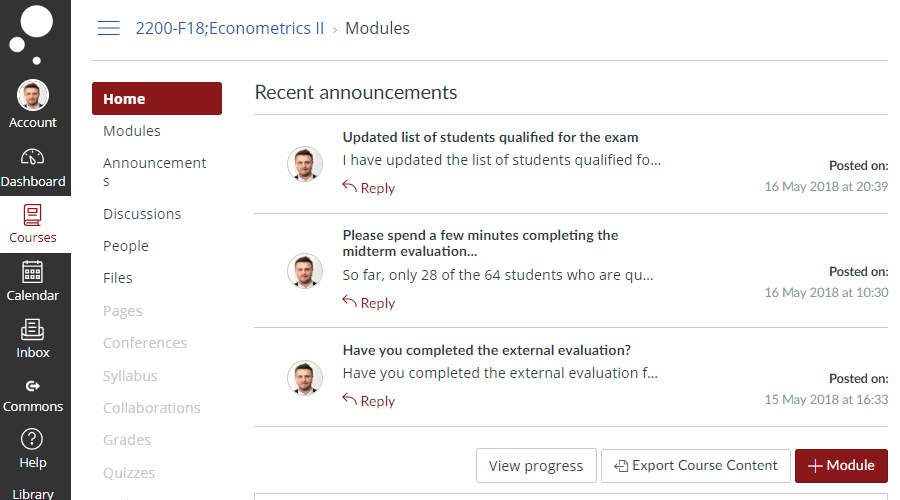 2200-F18;Econometrics II › Modules
Account
Dashboard
Courses
Calendar
Inbox
Commons
Help
Library
Home
Modules
Announcement
s
Discussions
People
Files
Pages
Conferences
Syllabus
Collaborations
Grades
Quizzes
Recent announcements
Updated list of students qualified for the exam
I have updated the list of students qualified fo...
Reply
Posted on:
16 May 2018 at 20:39
Please spend a few minutes completing the
midterm evaluation...
So far, only 28 of the 64 students who are qu...
Reply
Posted on:
16 May 2018 at 10:30
Have you completed the external evaluation?
Have you completed the external evaluation f...
Reply
Posted on:
15 May 2018 at 16:33
View progress
Export Course Content
+ Module